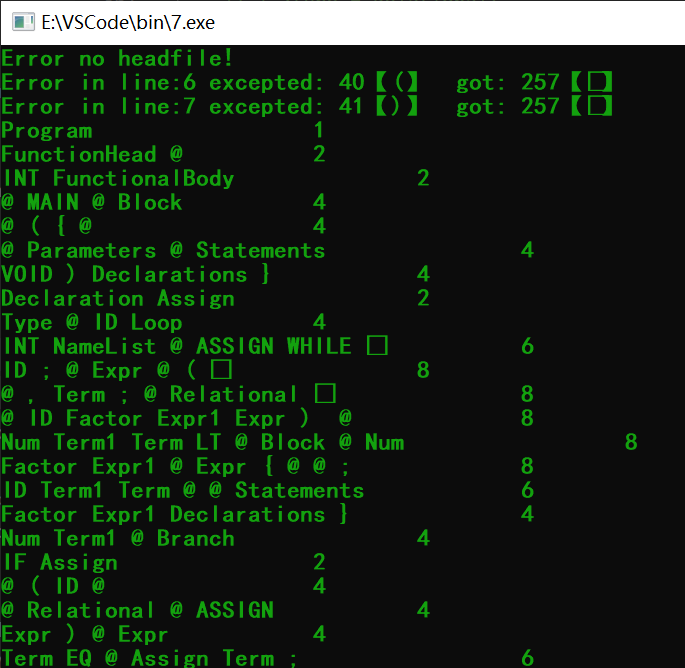 E:\VSCode\bin\7.exe
Error no headfile!
Error in line:6 excepted: 40【(】 got: 257【□】
Error in line:7 excepted: 41【)】 got: 257【□】
Program 1
FunctionHead @ 2
INT FunctionalBody 2
@ MAIN @ Block 4
@ ( { @ 4
@ Parameters @ Statements 4
VOID ) Declarations } 4
Declaration Assign 2
Type @ ID Loop 4
INT NameList @ ASSIGN WHILE □ 6
ID ; @ Expr @ ( □ 8
@ , Term ; @ Relational □ 8
@ ID Factor Expr1 Expr ) @ 8
Num Term1 Term LT @ Block @ Num 8
Factor Expr1 @ Expr { @ @ ; 8
ID Term1 Term @ @ Statements 6
Factor Expr1 Declarations } 4
Num Term1 @ Branch 4
IF Assign 2
@ ( ID @ 4
@ Relational @ ASSIGN 4
Expr ) @ Expr 4
Term EQ @ Assign Term ; 6